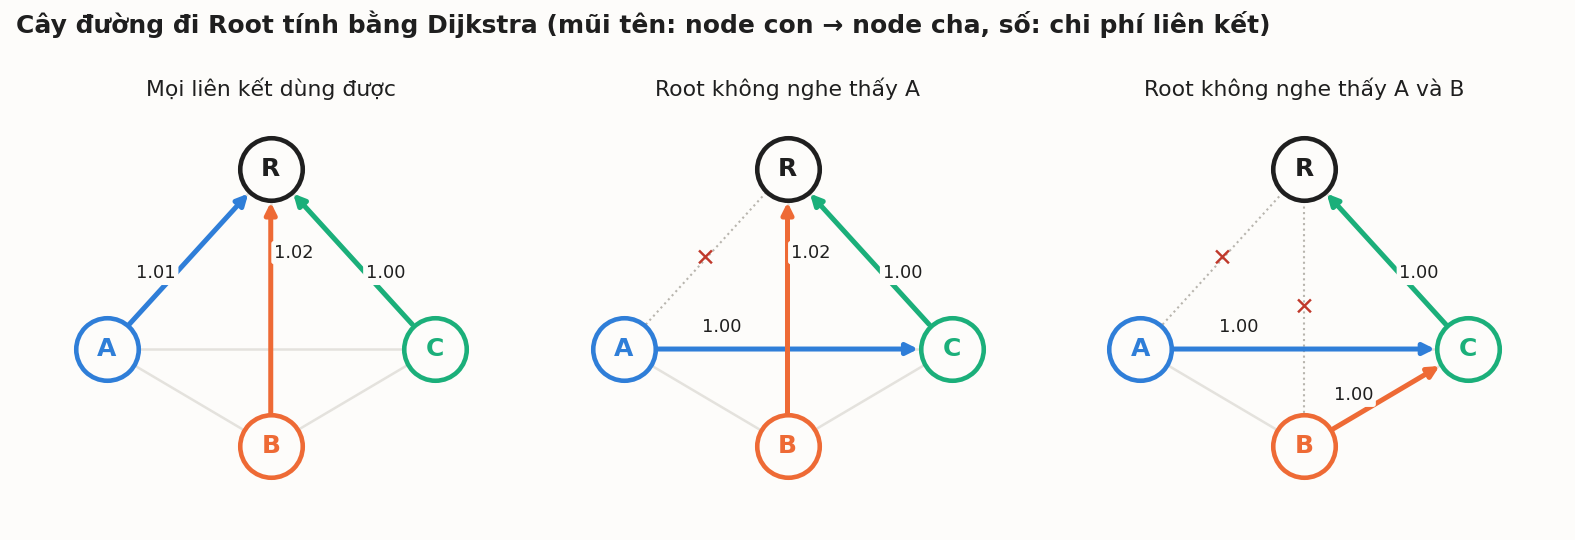 Cây đường đi Root tính bằng Dijkstra (mũi tên: node con → node cha, số: chi phí liên kết)
Mọi liên kết dùng được
R
1.01
1.02
1.00
A
C
B
Root không nghe thấy A
R
1.02
1.00
1.00
A
C
B
Root không nghe thấy A và B
R
1.00
1.00
A
C
1.00
B